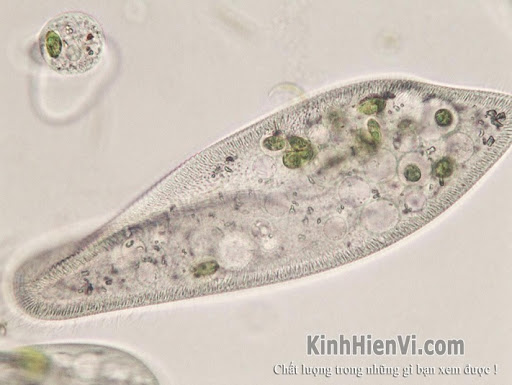 KinhHienVi.com
Chất lượng trong những gì bạn xem được !